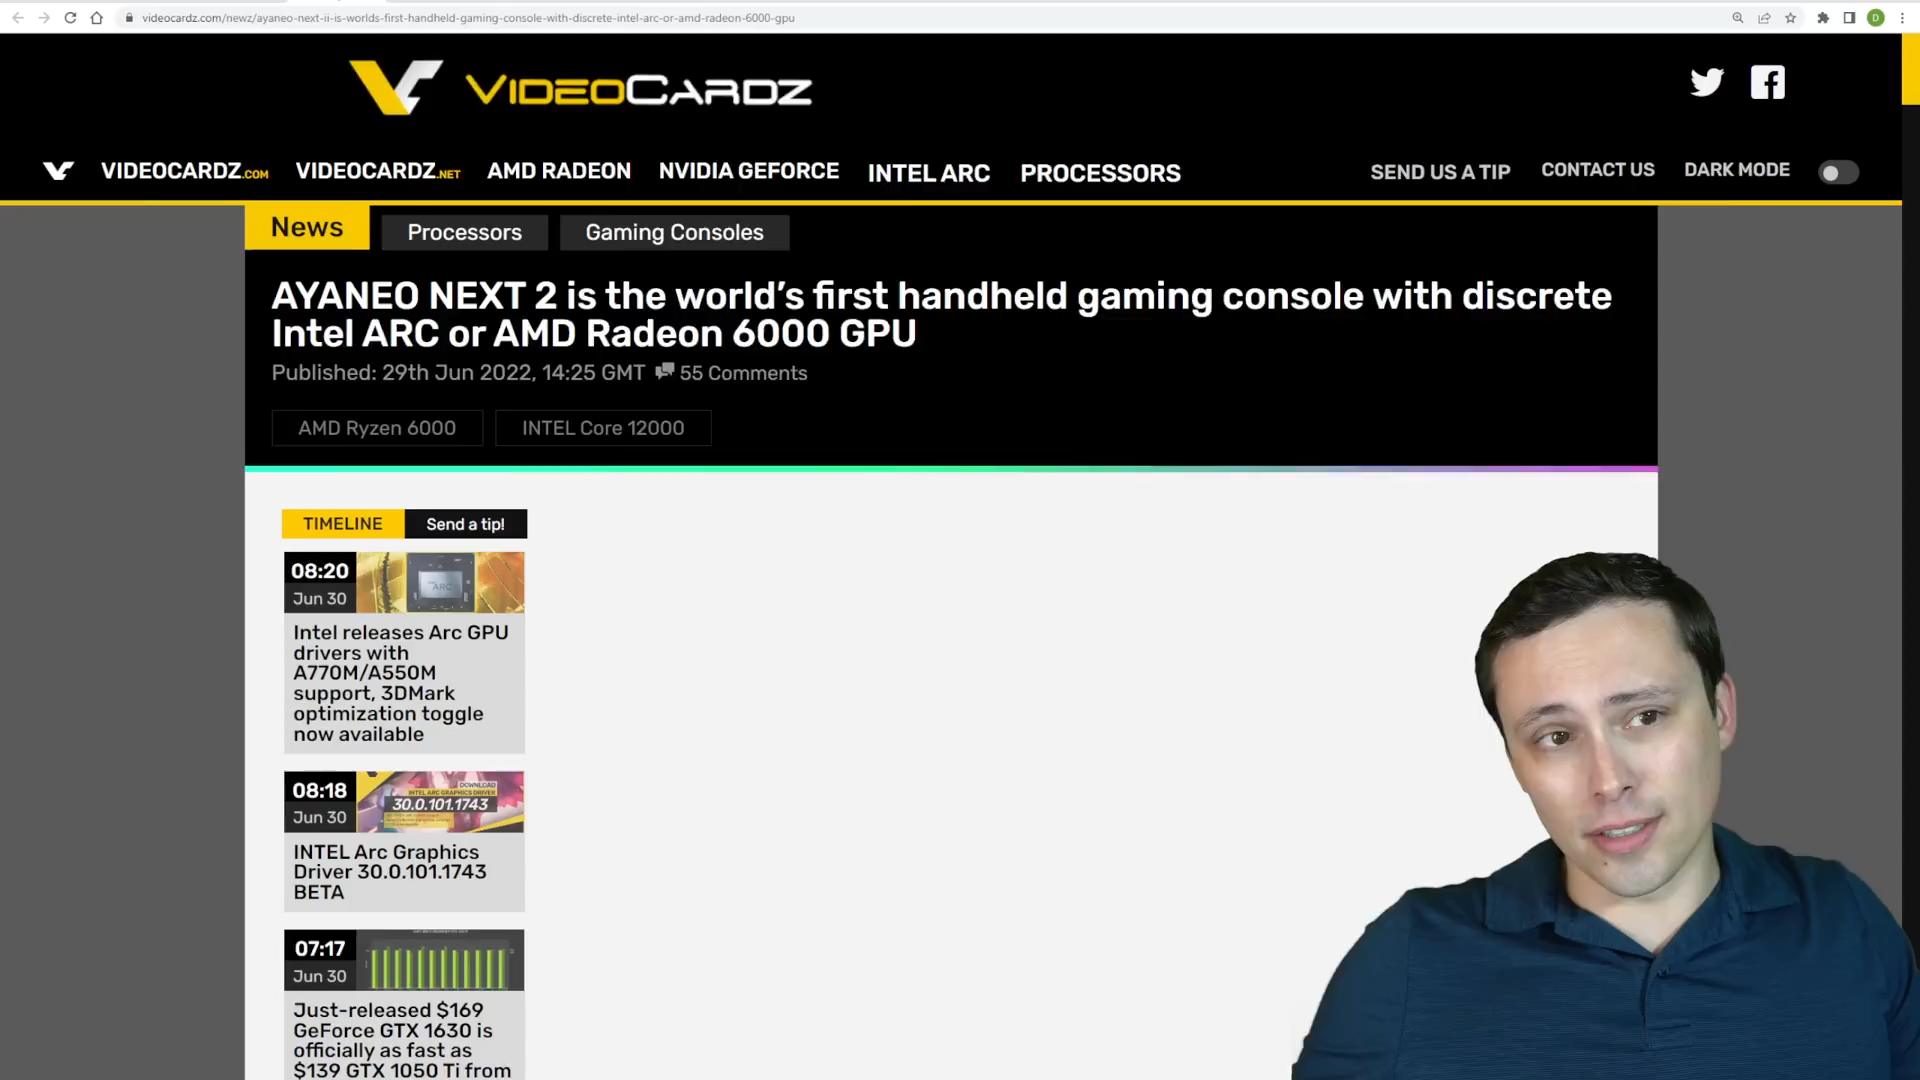 videocardz.com/newz/ayaneo-next-ii-is-worlds-first-handheld-gaming-console-with-discrete-intel-arc-or-amd-radeon-6000-gpu
D
VIDEOCARDZ
VIDEOCARDZ.COM VIDEOCARDZ.NET AMD RADEON NVIDIA GEFORCE INTEL ARC PROCESSORS SEND US A TIP CONTACT US DARK MODE
News Processors Gaming Consoles
AYANEO NEXT 2 is the world's first handheld gaming console with discrete
Intel ARC or AMD Radeon 6000 GPU
Published: 29th Jun 2022, 14:25 GMT 55 Comments
AMD Ryzen 6000 INTEL Core 12000
TIMELINE Send a tip!
08:20
Jun 30
ARC
Intel releases Arc GPU
drivers with
A770M/A550M
support, 3DMark
optimization toggle
now available
08:18
Jun 30
DOWNLOAD
INTEL ARC GRAPHICS DRIVER
30.0.101.1743
INTEL Arc Graphics
Driver 30.0.101.1743
BETA
07:17
Jun 30
Just-released $169
GeForce GTX 1630 is
officially as fast as
$139 GTX 1050 Ti from